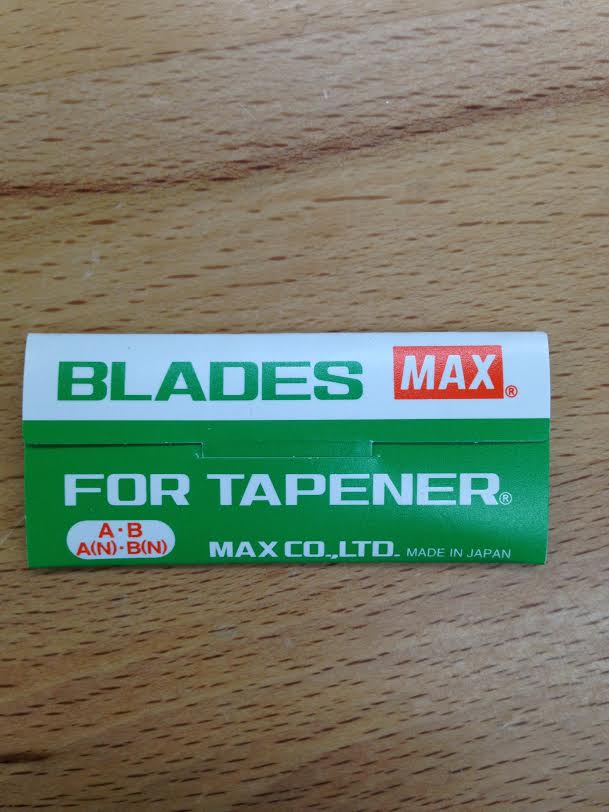 BLADES MAX®
FOR TAPENER®
A·B
A(N)·B(N)
MAX CO.,LTD. MADE IN JAPAN